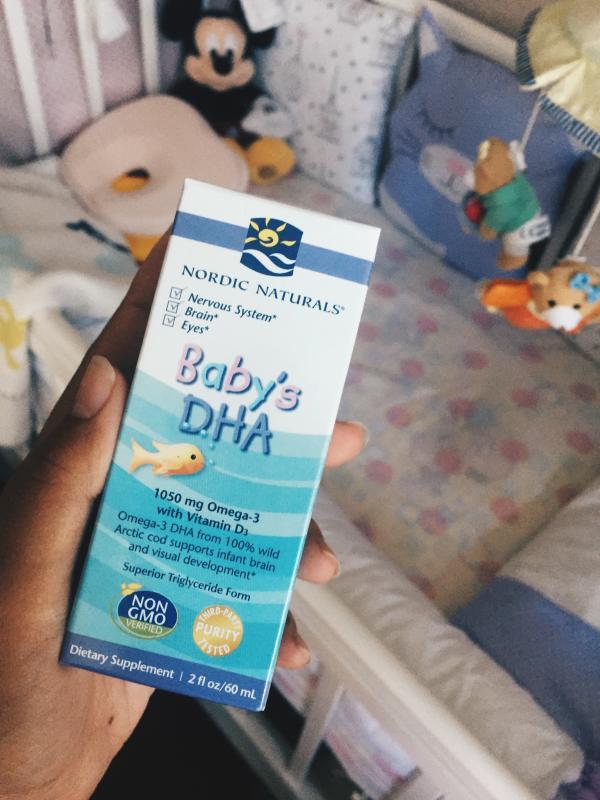 NORDIC NATURALS®
Nervous System*
Brain*
Eyes*
Baby's
DHA
1050 mg Omega-3
with Vitamin D3
Omega-3 DHA from 100% wild
Arctic cod supports infant brain
and visual development*
Superior Triglyceride Form
NON
GMO
VERIFIED
THIRD-PARTY
PURITY
TESTED
Dietary Supplement | 2 fl oz/60 mL